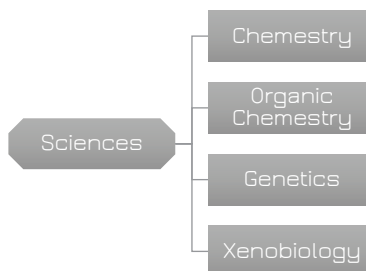 Chemestry
Organic
Chemestry
Sciences
Genetics
Xenobiology